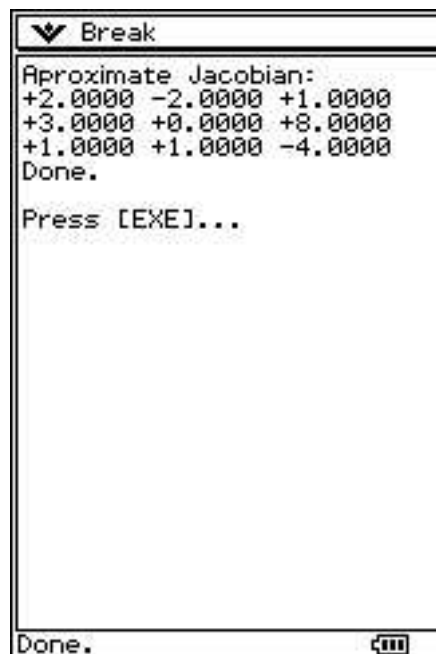 Break
Aproximate Jacobian:
+2.0000 -2.0000 +1.0000
+3.0000 +0.0000 +8.0000
+1.0000 +1.0000 -4.0000
Done.
Press [EXE]...
Done.